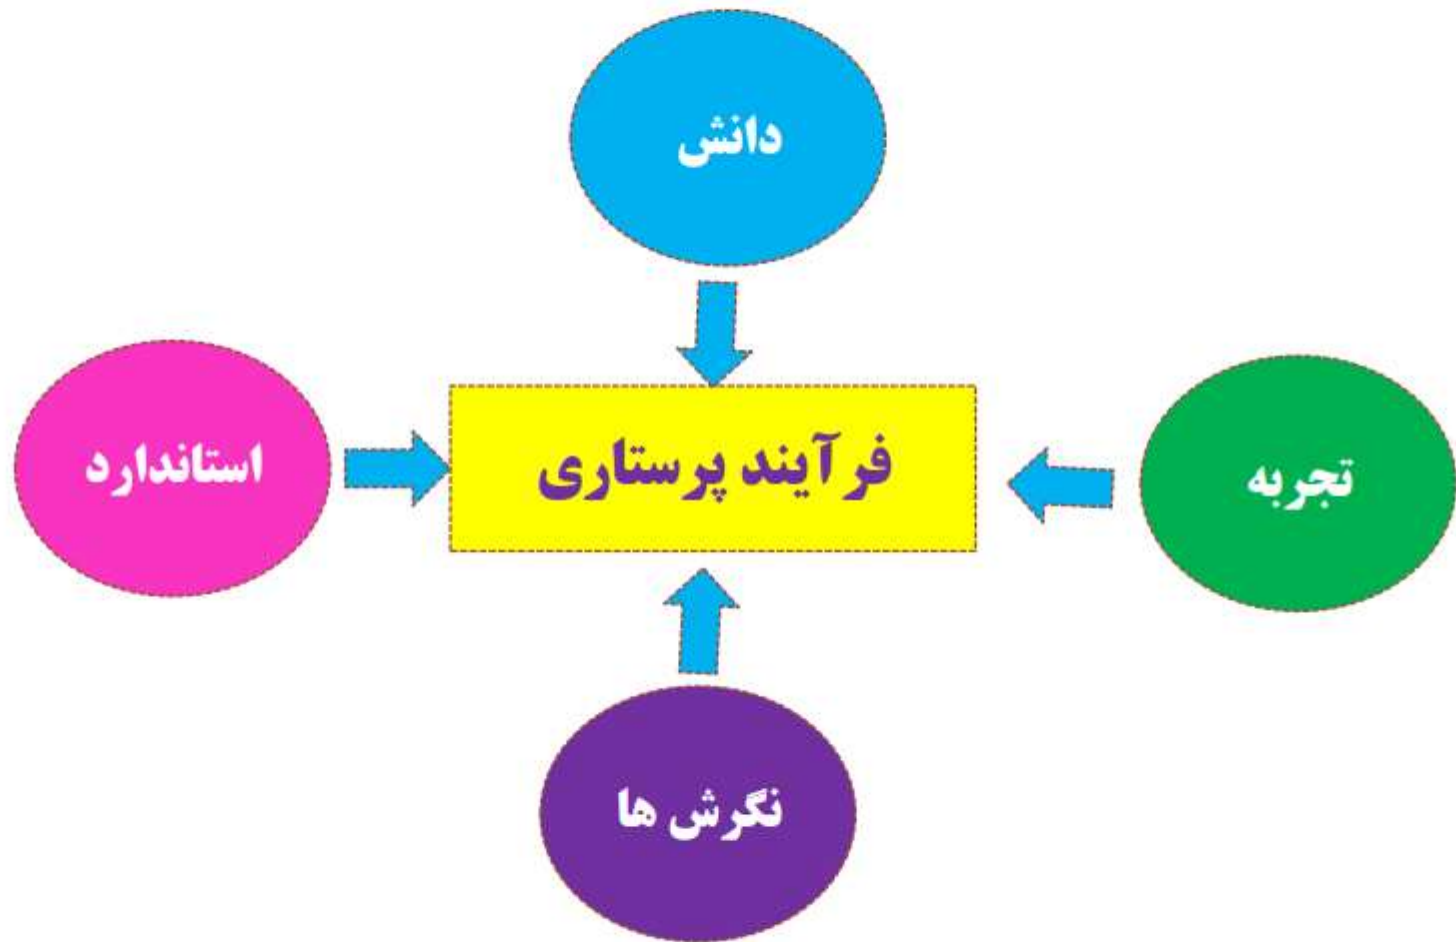 دانش
تجربه
فرآیند پرستاری
استاندارد
نگرش ها